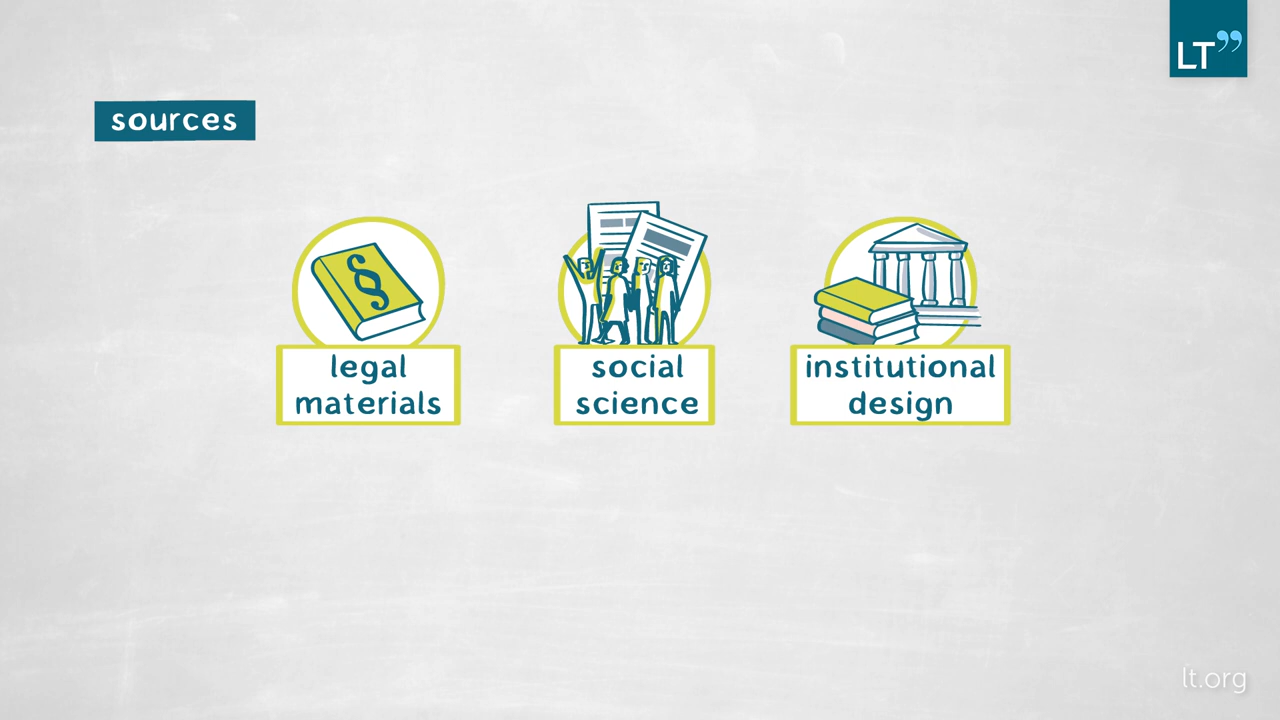 LT”
sources
legal
materials
social
science
institutional
design
lt.org